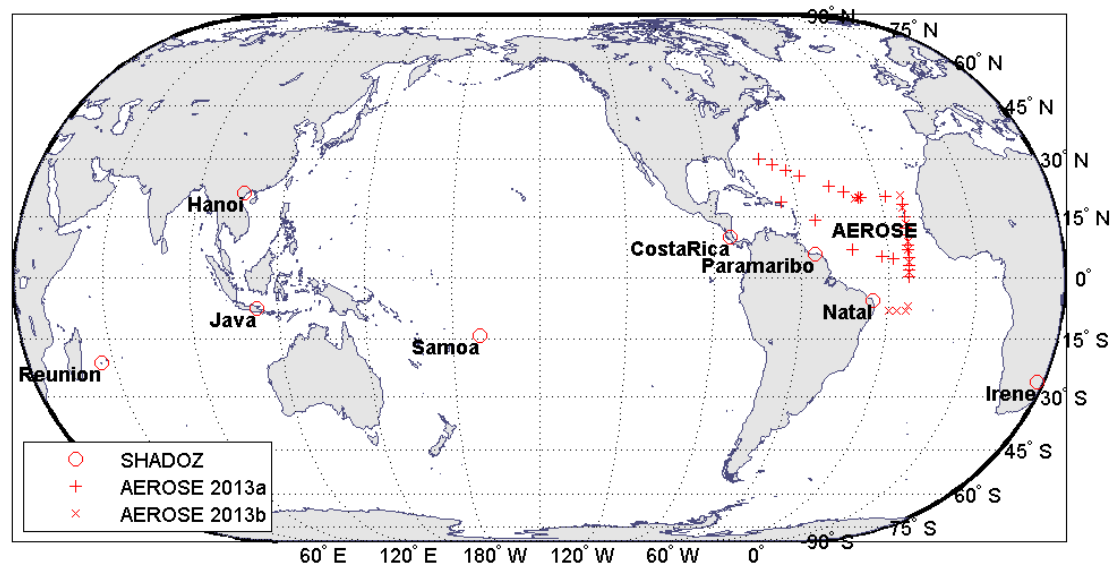 90° N
75° N
60° N
45° N
30° N
15° N
0°
15° S
30° S
45° S
60° S
75° S
90° S
Hanoi
AEROSE
CostaRica
Paramaribo
Java
Natal
Samoa
Reunion
Irene
SHADOZ
AEROSE 2013a
AEROSE 2013b
60° E 120° E 180° W 120° W 60° W 0°